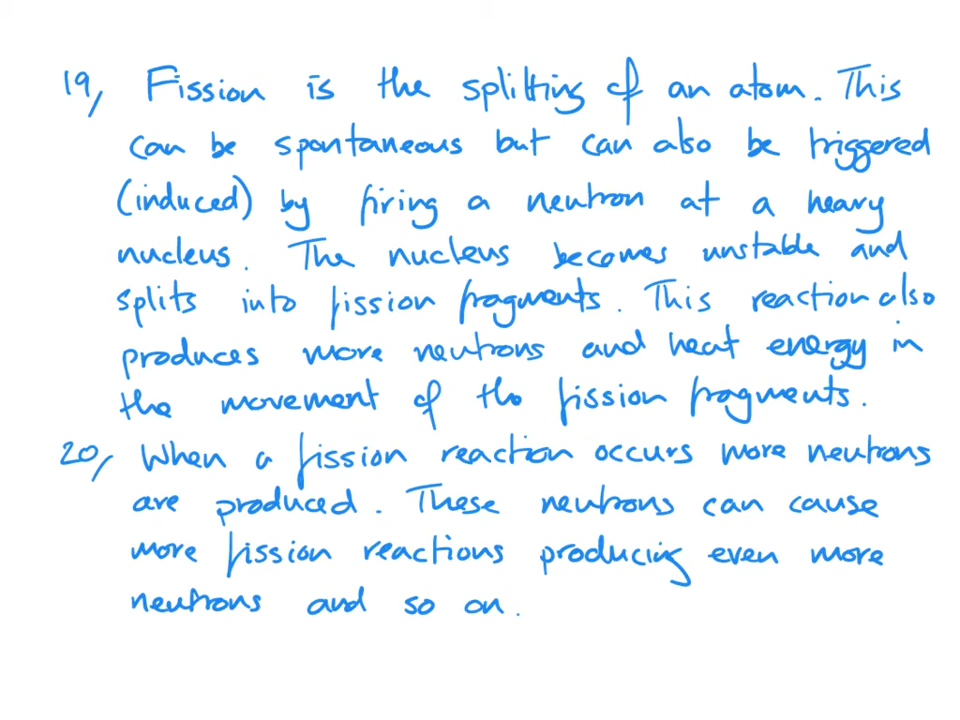 19, Fission is the splitting of an atom. This
can be spontaneous but can also be triggered
(induced) by firing a neutron at a heavy
nucleus. The nucleus becomes unstable and
splits into fission fragments. This reaction also
produces more neutrons and heat energy in
the movement of the fission fragments.
20, When a fission reaction occurs more neutrons
are produced. These neutrons can cause
more fission reactions producing even more
neutrons and so on.